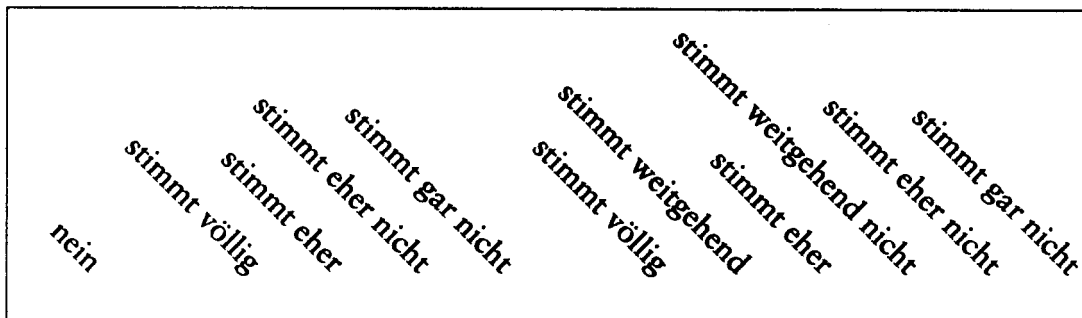 nein
stimmt völlig
stimmt eher
stimmt eher nicht
stimmt gar nicht
stimmt völlig
stimmt weitgehend
stimmt eher
stimmt weitgehend nicht
stimmt eher nicht
stimmt gar nicht